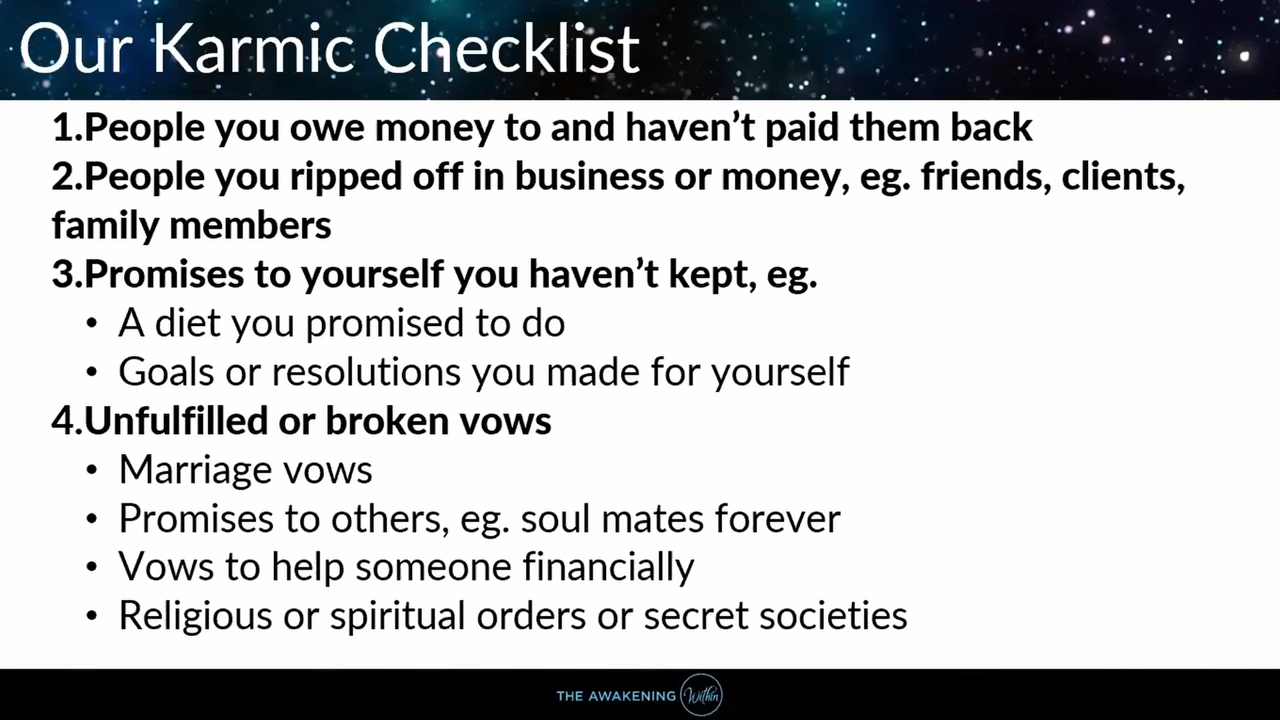 Our Karmic Checklist
1.People you owe money to and haven’t paid them back
2.People you ripped off in business or money, eg. friends, clients,
family members
3.Promises to yourself you haven’t kept, eg.
• A diet you promised to do
• Goals or resolutions you made for yourself
4.Unfulfilled or broken vows
• Marriage vows
• Promises to others, eg. soul mates forever
• Vows to help someone financially
• Religious or spiritual orders or secret societies
THE AWAKENING Within